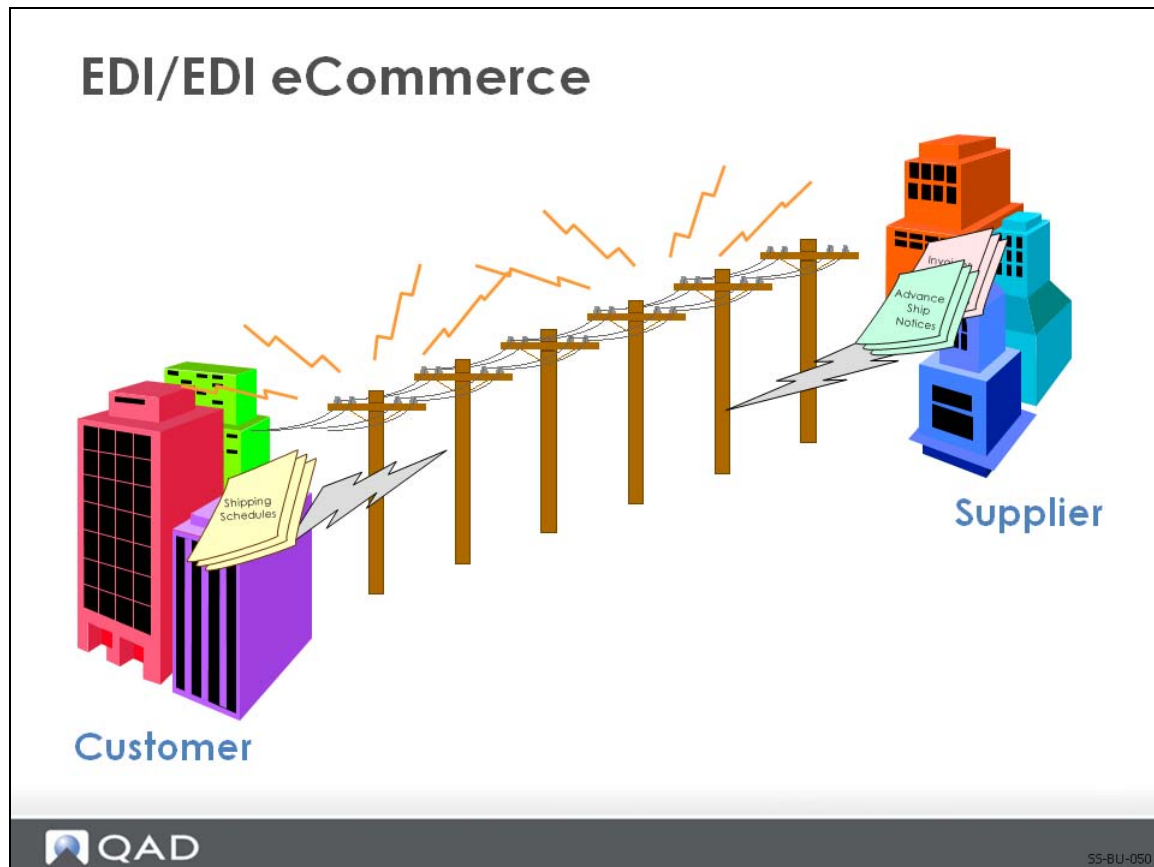 EDI/EDI eCommerce
Advance
Ship
Notices
Shipping
Schedules
Supplier
Customer
QAD
SS-BU-050